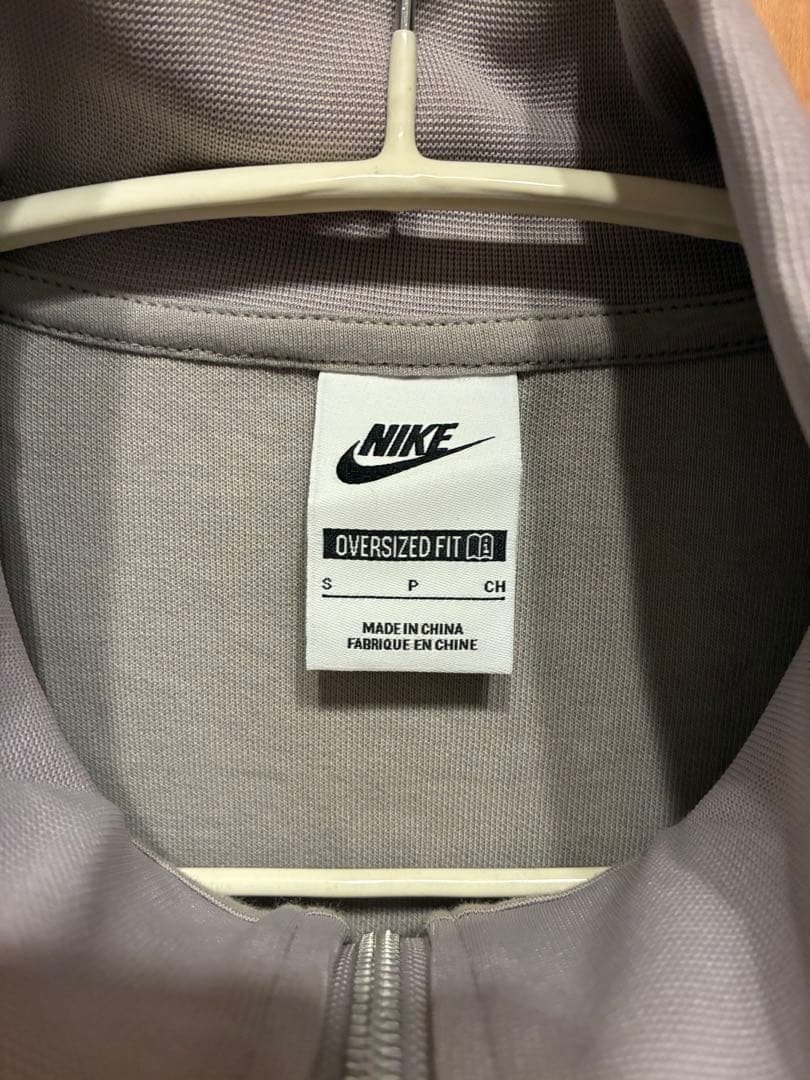 NIKE
OVERSIZED FIT
S P CH
MADE IN CHINA
FABRIQUE EN CHINE